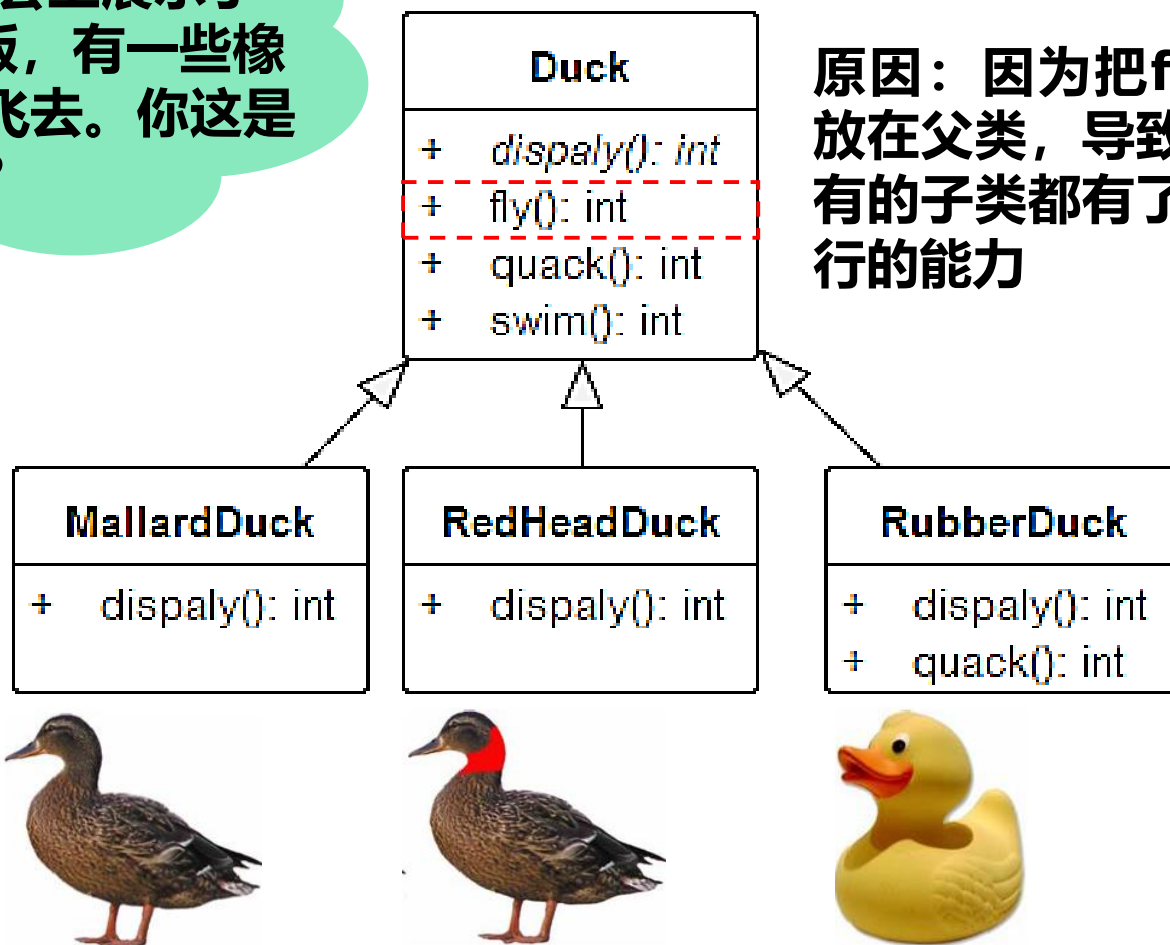 版，有一些橡
飞去。你这是
Duck
+ dispaly(): int
+ fly(): int
+ quack(): int
+ swim(): int
原因：因为把f
放在父类，导致
有的子类都有了
行的能力
MallardDuck
+ dispaly(): int
RedHeadDuck
+ dispaly(): int
RubberDuck
+ dispaly(): int
+ quack(): int